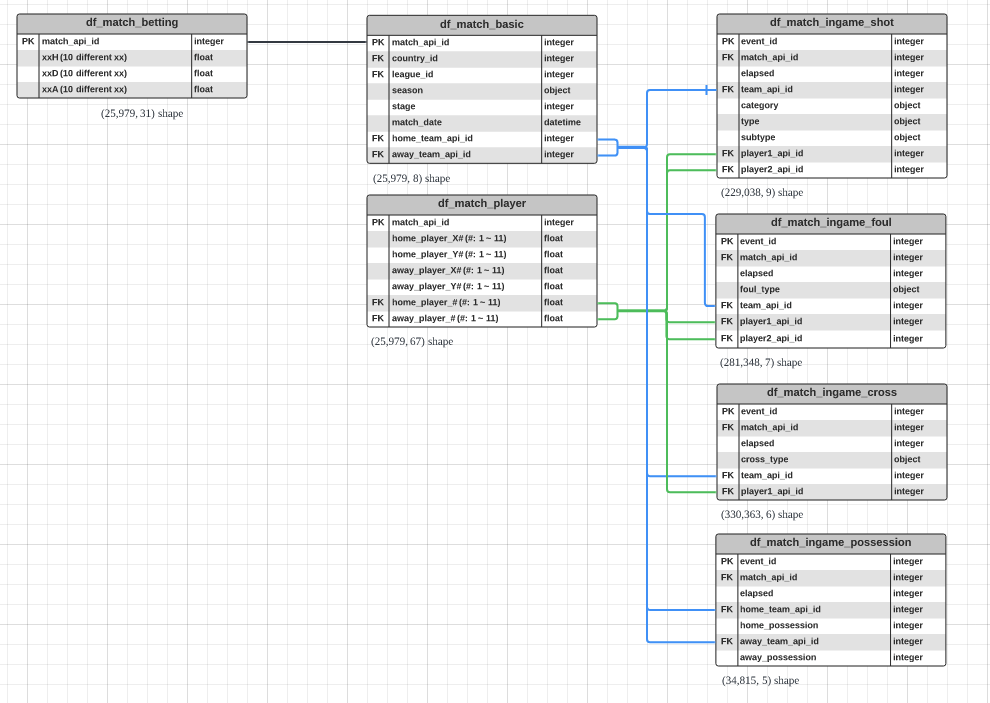 df_match_betting
PK match_api_id integer
xxH (10 different xx) float
xxD (10 different xx) float
xxA (10 different xx) float
(25,979, 31) shape
df_match_basic
PK match_api_id integer
FK country_id integer
FK league_id integer
season object
stage integer
match_date datetime
FK home_team_api_id integer
FK away_team_api_id integer
(25,979, 8) shape
df_match_player
PK match_api_id integer
home_player_X# (#: 1 ~ 11) float
home_player_Y# (#: 1 ~ 11) float
away_player_X# (#: 1 ~ 11) float
away_player_Y# (#: 1 ~ 11) float
FK home_player_# (#: 1 ~ 11) float
FK away_player_# (#: 1 ~ 11) float
(25,979, 67) shape
df_match_ingame_shot
PK event_id integer
FK match_api_id integer
elapsed integer
FK team_api_id integer
category object
type object
subtype object
FK player1_api_id integer
FK player2_api_id integer
(229,038, 9) shape
df_match_ingame_foul
PK event_id integer
FK match_api_id integer
elapsed integer
foul_type object
FK team_api_id integer
FK player1_api_id integer
FK player2_api_id integer
(281,348, 7) shape
df_match_ingame_cross
PK event_id integer
FK match_api_id integer
elapsed integer
cross_type object
FK team_api_id integer
FK player1_api_id integer
(330,363, 6) shape
df_match_ingame_possession
PK event_id integer
FK match_api_id integer
elapsed integer
FK home_team_api_id integer
home_possession integer
FK away_team_api_id integer
away_possession integer
(34,815, 5) shape